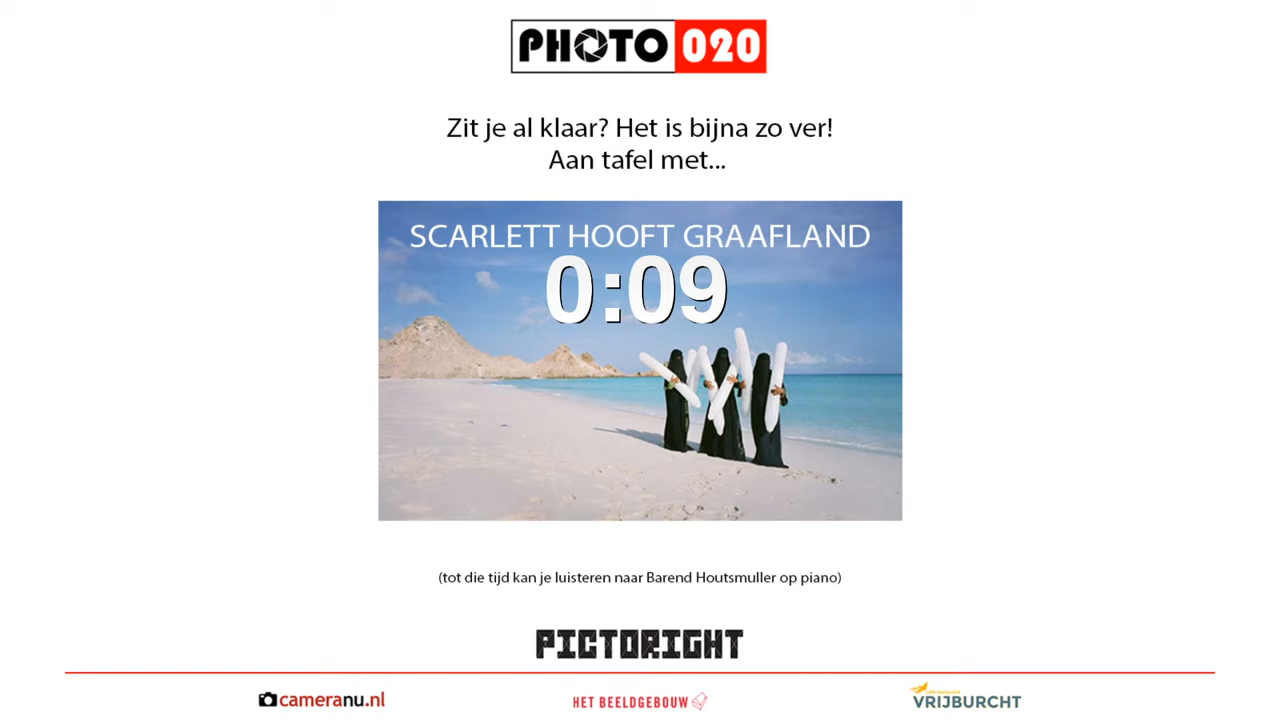 PHOTO 020
Zit je al klaar? Het is bijna zo ver!
Aan tafel met...
SCARLETT HOOFT GRAAFLAND
0:09
(tot die tijd kan je luisteren naar Barend Houtsmuller op piano)
PICTORIGHT
cameranu.nl
HET BEELDGEBOUW
VRIJBURCHT